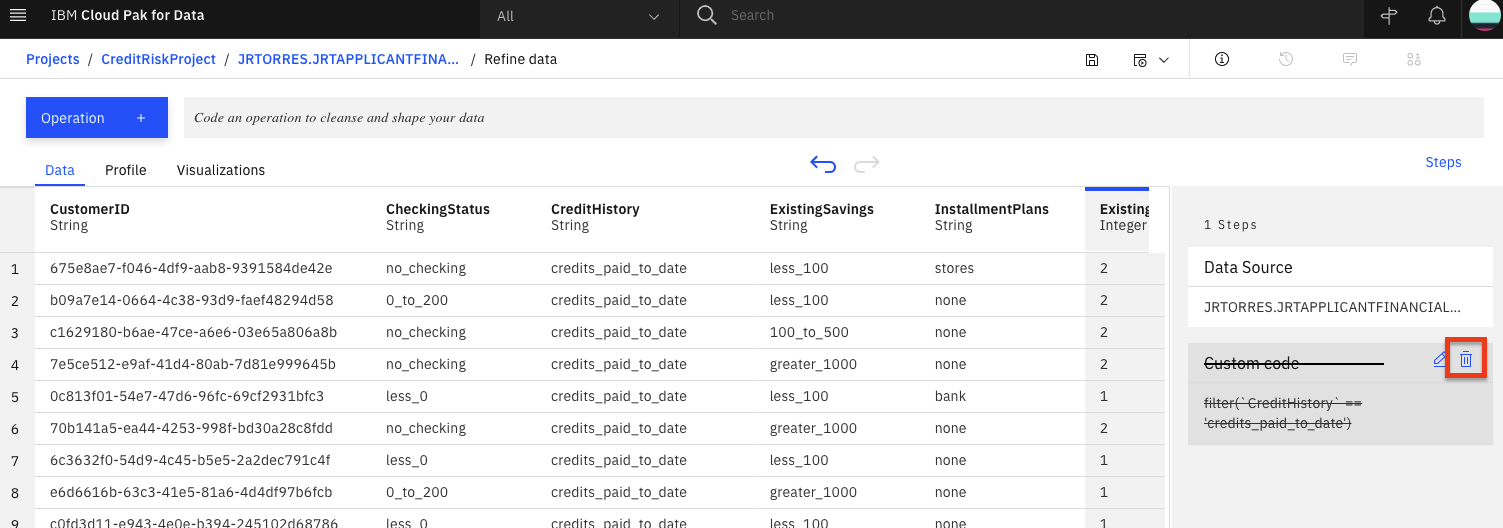 IBM Cloud Pak for Data
All
Search
Projects / CreditRiskProject / JRTORRES.JRTAPPLICANTFINA... / Refine data
Operation +
Code an operation to cleanse and shape your data
Data Profile Visualizations
Steps
CustomerID CheckingStatus CreditHistory ExistingSavings InstallmentPlans Existing
String String String String String Integer
1 675e8ae7-f046-4df9-aab8-9391584de42e no_checking credits_paid_to_date less_100 stores 2
2 b09a7e14-0664-4c38-93d9-faef48294d58 0_to_200 credits_paid_to_date less_100 none 2
3 c1629180-b6ae-47ce-a6e6-03e65a806a8b no_checking credits_paid_to_date 100_to_500 none 2
4 7e5ce512-e9af-41d4-80ab-7d81e999645b no_checking credits_paid_to_date greater_1000 none 2
5 0c813f01-54e7-47d6-96fc-69cf2931bfc3 less_0 credits_paid_to_date less_100 bank 1
6 70b141a5-ea44-4253-998f-bd30a28c8fdd no_checking credits_paid_to_date greater_1000 none 2
7 6c3632f0-54d9-4c45-b5e5-2a2dec791c4f less_0 credits_paid_to_date less_100 none 1
8 e6d6616b-63c3-41e5-81a6-4d4df97b6fcb 0_to_200 credits_paid_to_date greater_1000 none 1
9 c0fd3d11-e943-4e0e-b394-245102d68786 less_0 credits_paid_to_date less_100 none 1
1 Steps
Data Source
JRTORRES.JRTAPPLICANTFINANCIAL...
Custom code
filter(`CreditHistory` ==
'credits_paid_to_date')